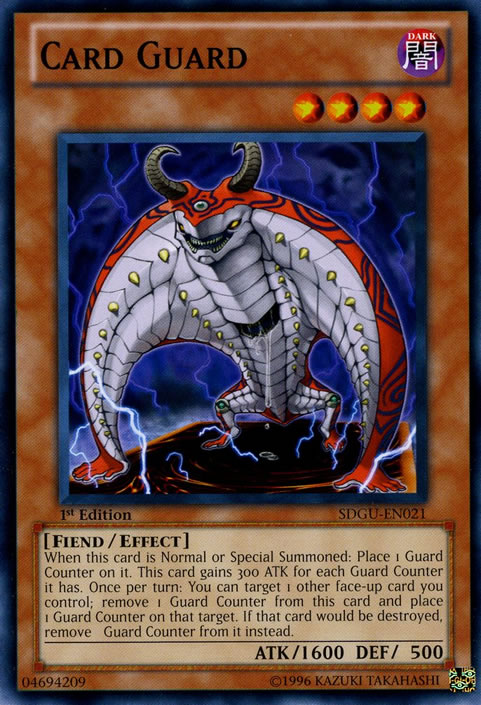 CARD GUARD
DARK
闇
SDGU-EN021
1st Edition
[FIEND / EFFECT]
When this card is Normal or Special Summoned: Place 1 Guard
Counter on it. This card gains 300 ATK for each Guard Counter
it has. Once per turn: You can target 1 other face-up card you
control; remove 1 Guard Counter from this card and place
1 Guard Counter on that target. If that card would be destroyed,
remove Guard Counter from it instead.
ATK/1600 DEF/ 500
04694209
©1996 KAZUKI TAKAHASHI